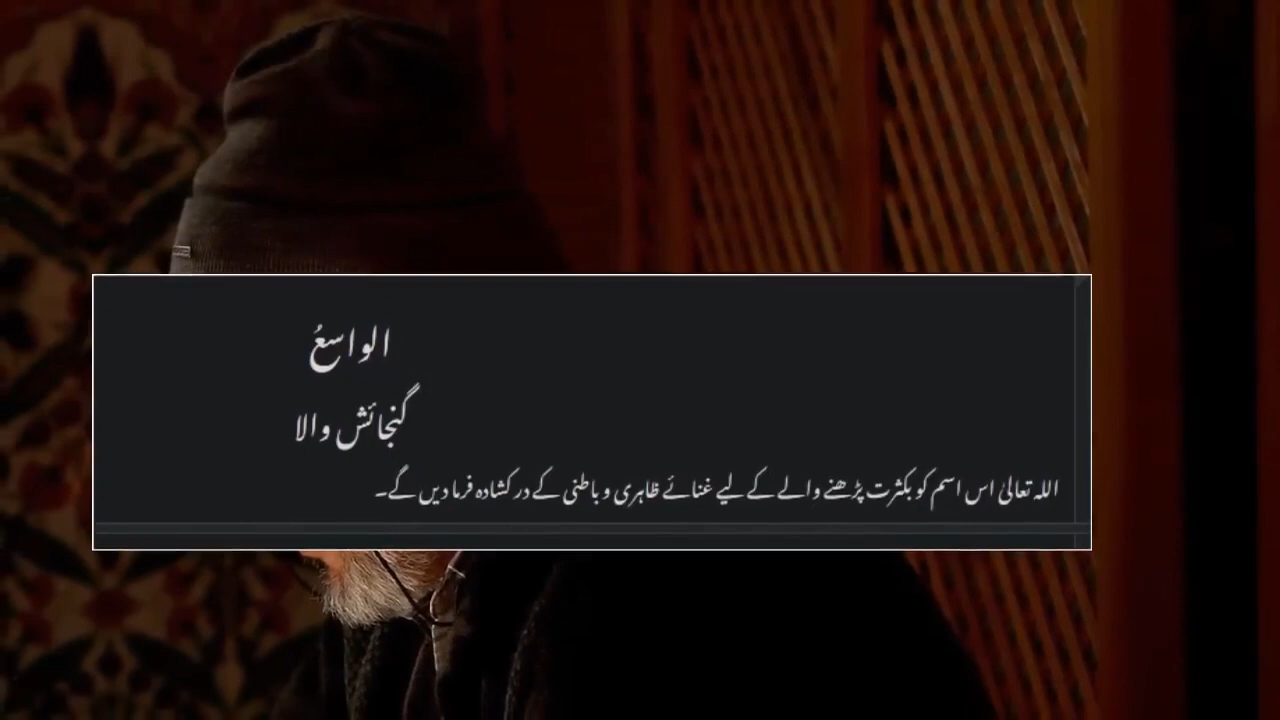 الواسعُ
گنجائش والا
اللہ تعالیٰ اس اسم کو بکثرت پڑھنے والے کے لیے غنائے ظاہری و باطنی کے در کشادہ فرما دیں گے۔